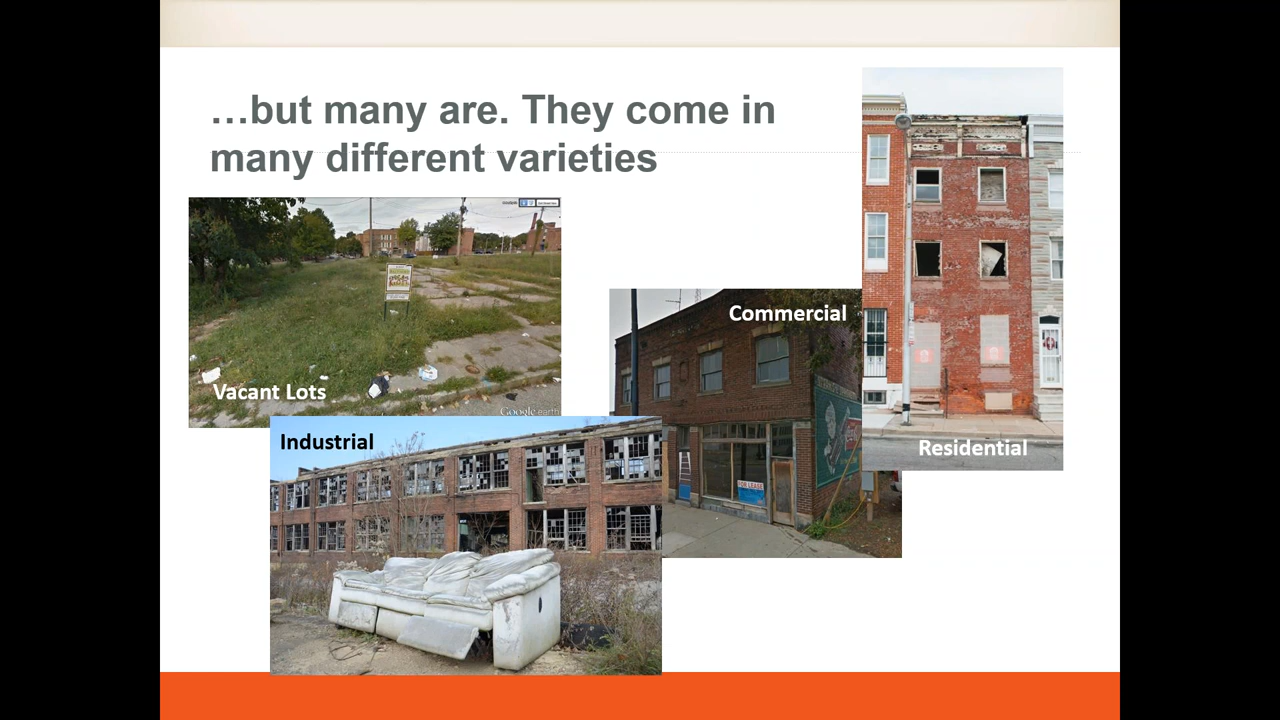 …but many are. They come in
many different varieties
Vacant Lots
Google earth
Commercial
FOR LEASE
Residential
Industrial